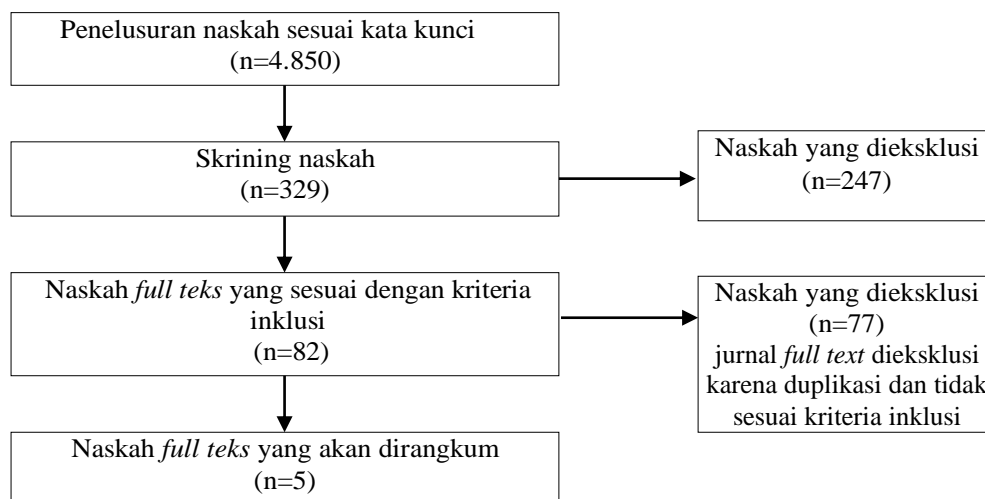 Penelusuran naskah sesuai kata kunci
(n=4.850)
Skrining naskah
(n=329)
Naskah yang dieksklusi
(n=247)
Naskah full teks yang sesuai dengan kriteria
inklusi
(n=82)
Naskah yang dieksklusi
(n=77)
jurnal full text dieksklusi
karena duplikasi dan tidak
sesuai kriteria inklusi
Naskah full teks yang akan dirangkum
(n=5)